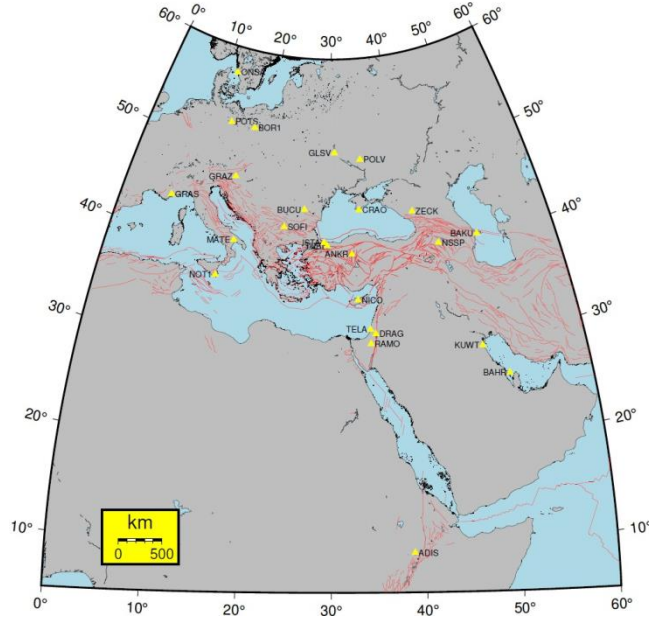 0° 10° 20° 30° 40° 50° 60°
60° 60°
ONSA
50° 50°
POTS
BOR1
GLSV
POLV
GRAZ
GRAS
40° 40°
BUCU
CRAO
ZECK
SOFI
BAKU
MATE
NSSP
ANKR
NOT1
NICO
30° 30°
TELA
DRAG
RAMO
KUWT
BAHR
20° 20°
10° 10°
km
0 500
ADIS
0° 10° 20° 30° 40° 50° 60°